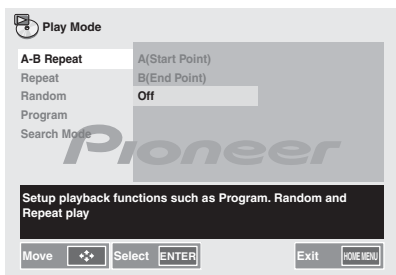 Play Mode
A-B Repeat A(Start Point)
Repeat B(End Point)
Random Off
Program
Search Mode
Pioneer
Setup playback functions such as Program. Random and
Repeat play
Move Select ENTER Exit HOME MENU